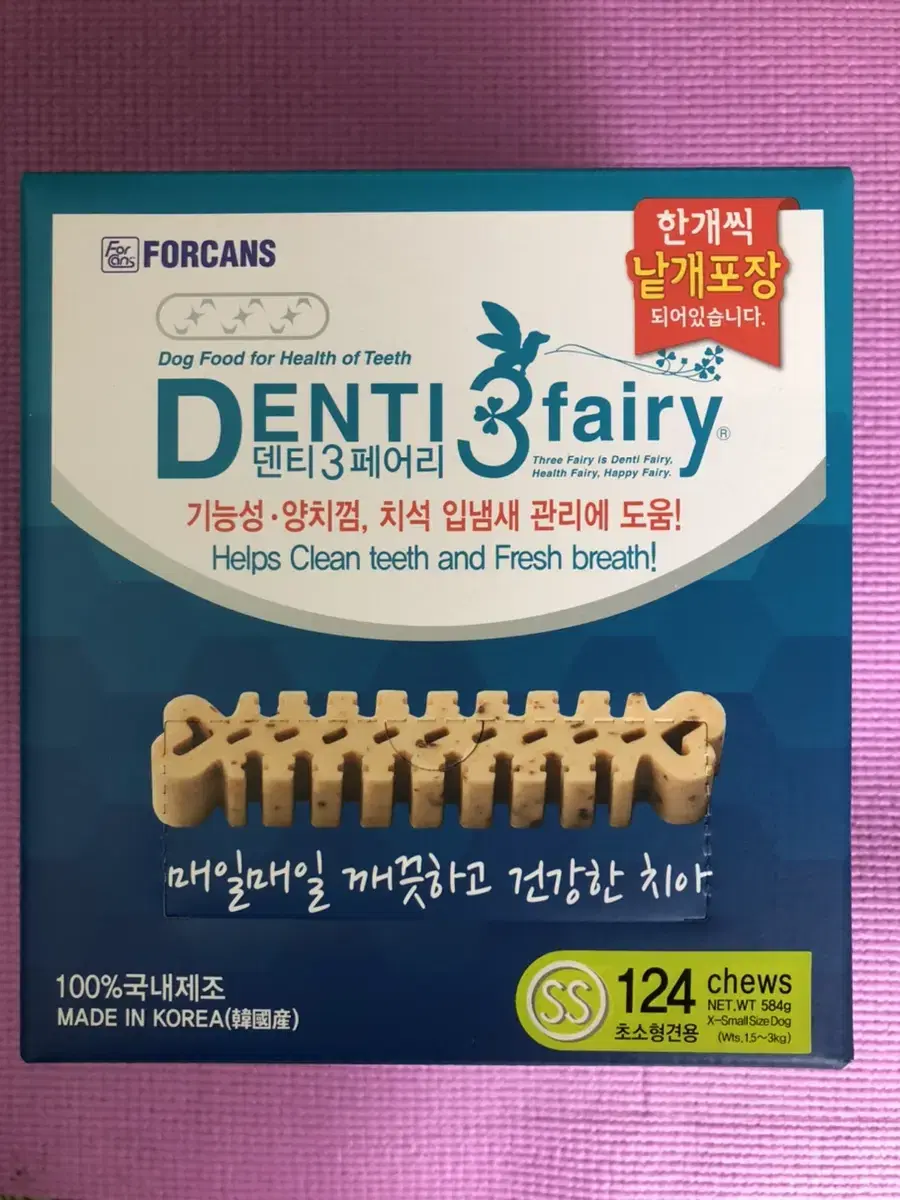 For Cans FORCANS
한개씩
낱개포장
되어있습니다.
Dog Food for Health of Teeth
DENTI 3 fairy ®
덴티3페어리
Three Fairy is Denti Fairy,
Health Fairy, Happy Fairy.
기능성·양치껌, 치석 입냄새 관리에 도움!
Helps Clean teeth and Fresh breath!
매일매일 깨끗하고 건강한 치아
100%국내제조
MADE IN KOREA(韓國産)
SS
124 chews
NET.WT 584g
초소형견용
X-Small Size Dog
(Wts.1.5~3kg)